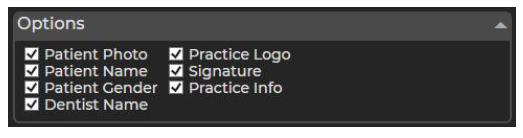 Options
Patient Photo Practice Logo
Patient Name Signature
Patient Gender Practice Info
Dentist Name